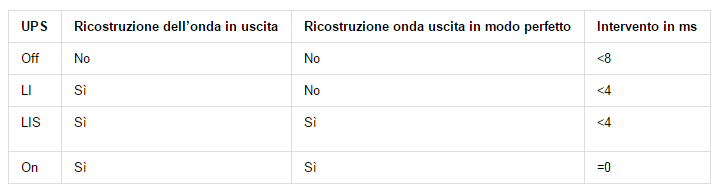 UPS Ricostruzione dell'onda in uscita Ricostruzione onda uscita in modo perfetto Intervento in ms
Off No No <8
LI Sì No <4
LIS Sì Sì <4
On Sì Sì =0